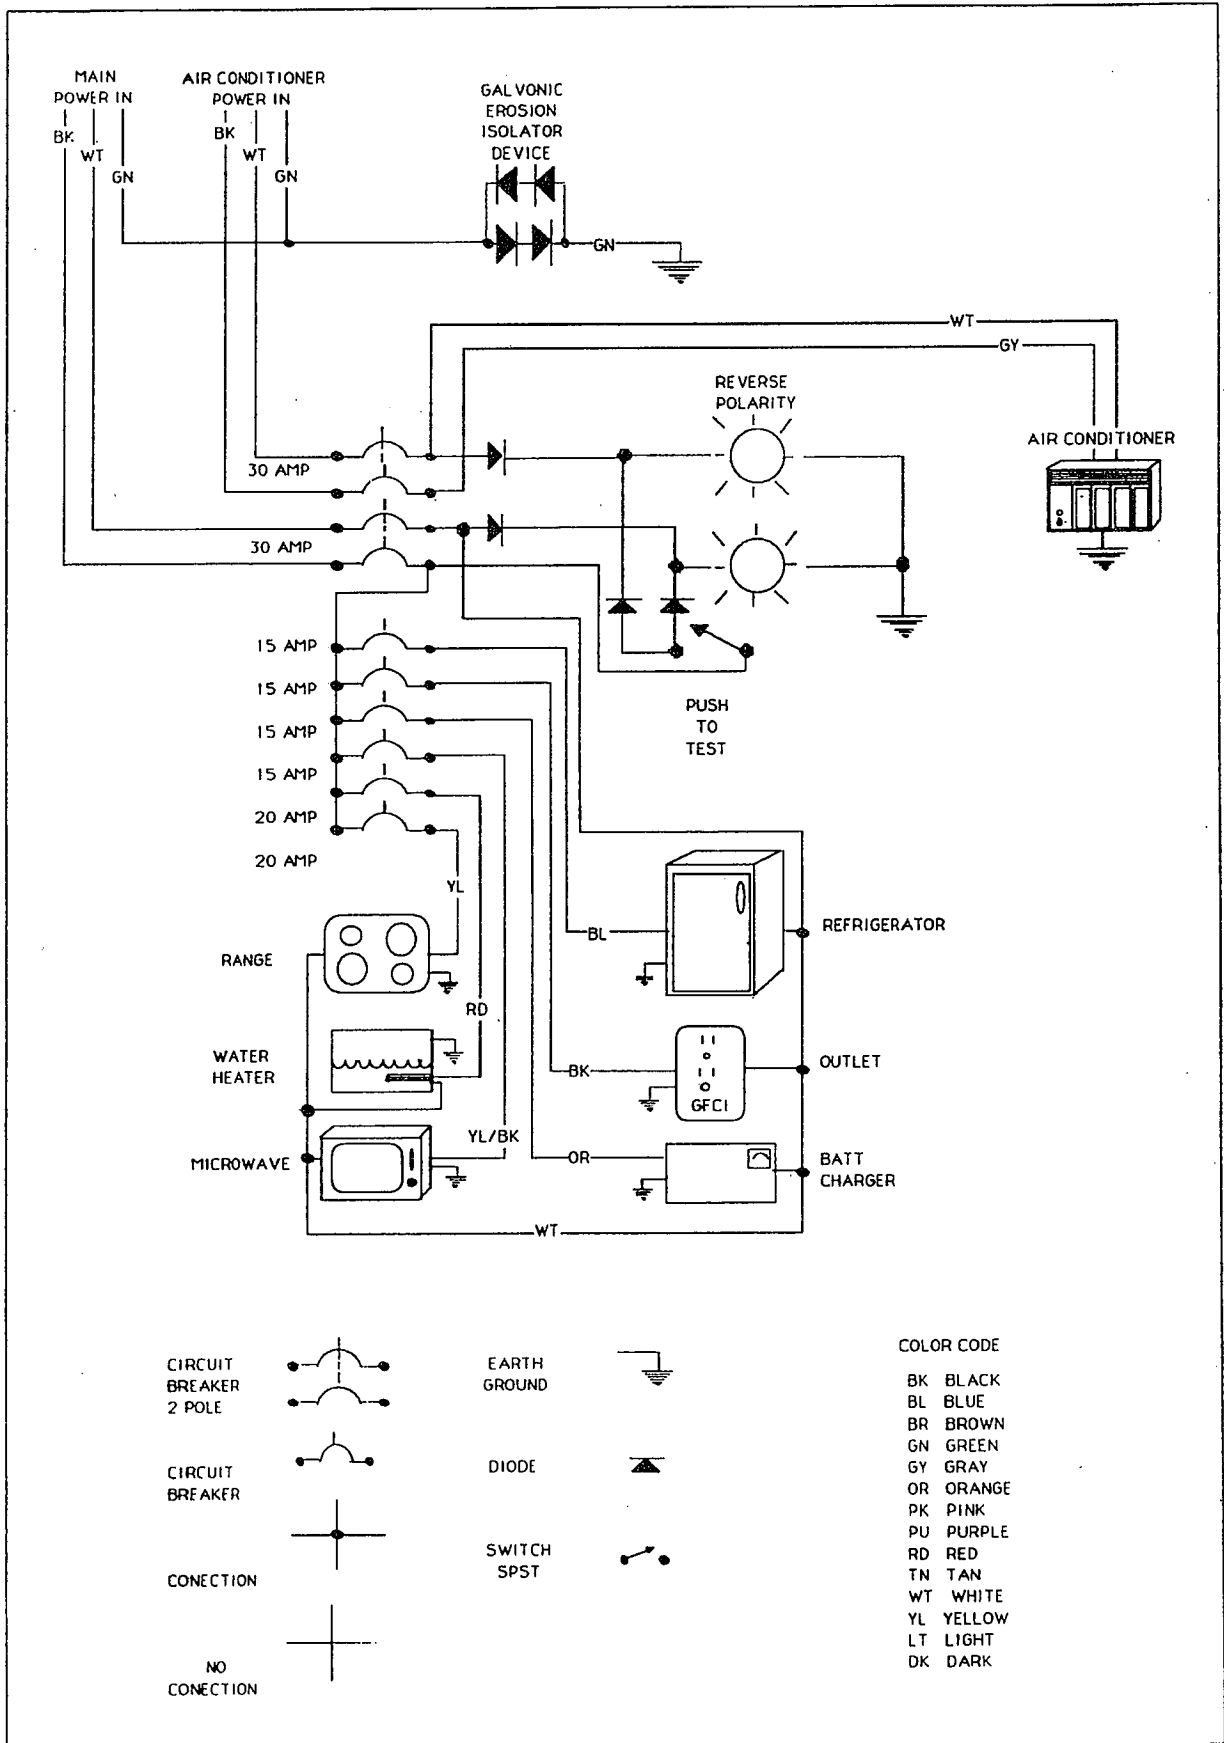 MAIN
POWER IN
AIR CONDITIONER
POWER IN
GALVONIC
EROSION
ISOLATOR
DEVICE
BK
WT
GN
BK
WT
GN
GN
WT
GY
REVERSE
POLARITY
AIR CONDITIONER
30 AMP
30 AMP
15 AMP
15 AMP
15 AMP
15 AMP
20 AMP
20 AMP
PUSH
TO
TEST
YL
BL
REFRIGERATOR
RANGE
RD
WATER
HEATER
BK
GFCI
OUTLET
YL/BK
MICROWAVE
OR
BATT
CHARGER
WT
CIRCUIT
BREAKER
2 POLE
EARTH
GROUND
CIRCUIT
BREAKER
DIODE
CONECTION
SWITCH
SPST
NO
CONECTION
COLOR CODE
BK BLACK
BL BLUE
BR BROWN
GN GREEN
GY GRAY
OR ORANGE
PK PINK
PU PURPLE
RD RED
TN TAN
WT WHITE
YL YELLOW
LT LIGHT
DK DARK